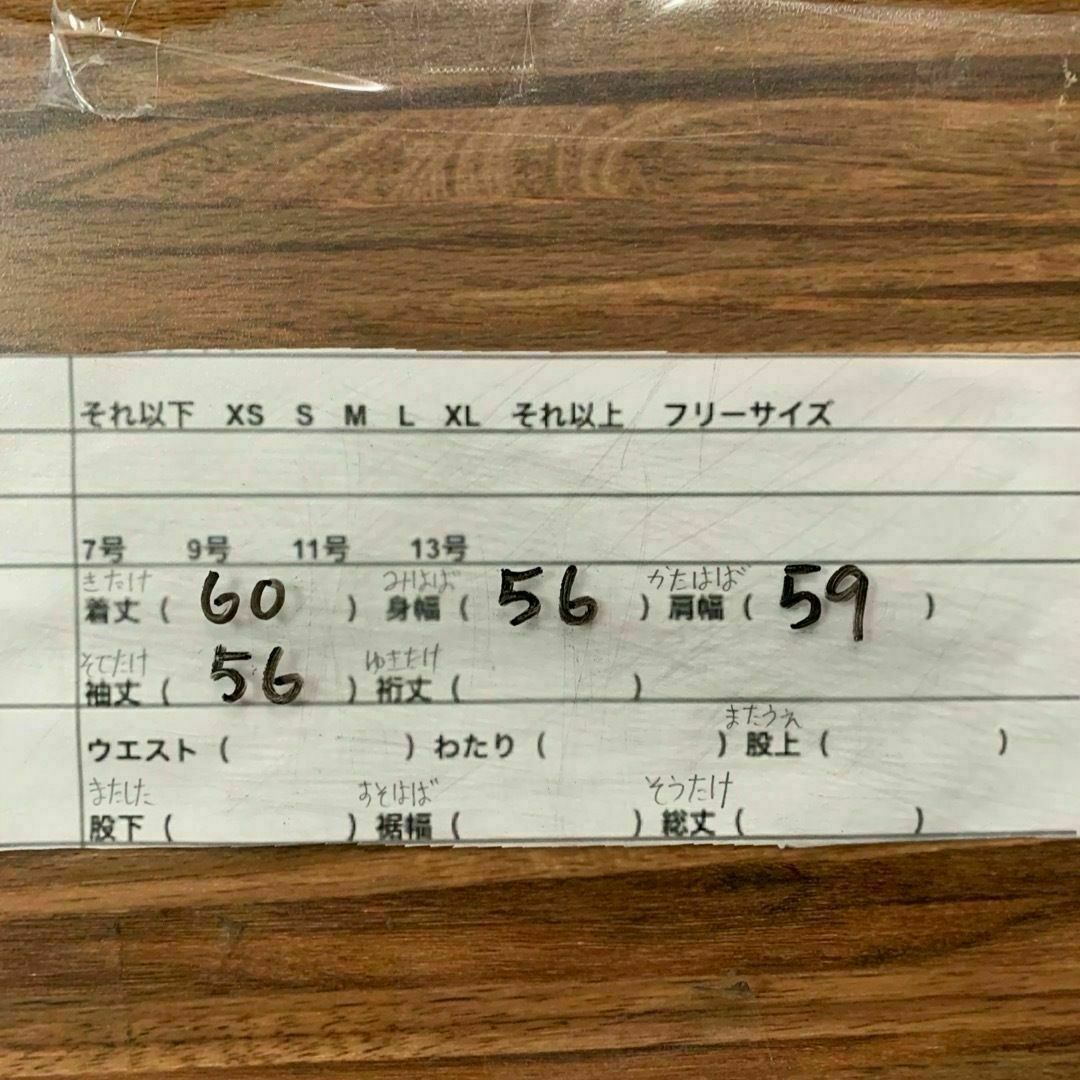 それ以下 XS S M L XL それ以上 フリーサイズ
7号 9号 11号 13号
きたけ みはば かたはば
着丈 ( 60 ) 身幅 ( 56 ) 肩幅 ( 59 )
そでたけ ゆきたけ
袖丈 ( 56 ) 裄丈 ( )
またうえ
ウエスト ( ) わたり ( ) 股上 ( )
またした すそはば そうたけ
股下 ( ) 裾幅 ( ) 総丈 ( )